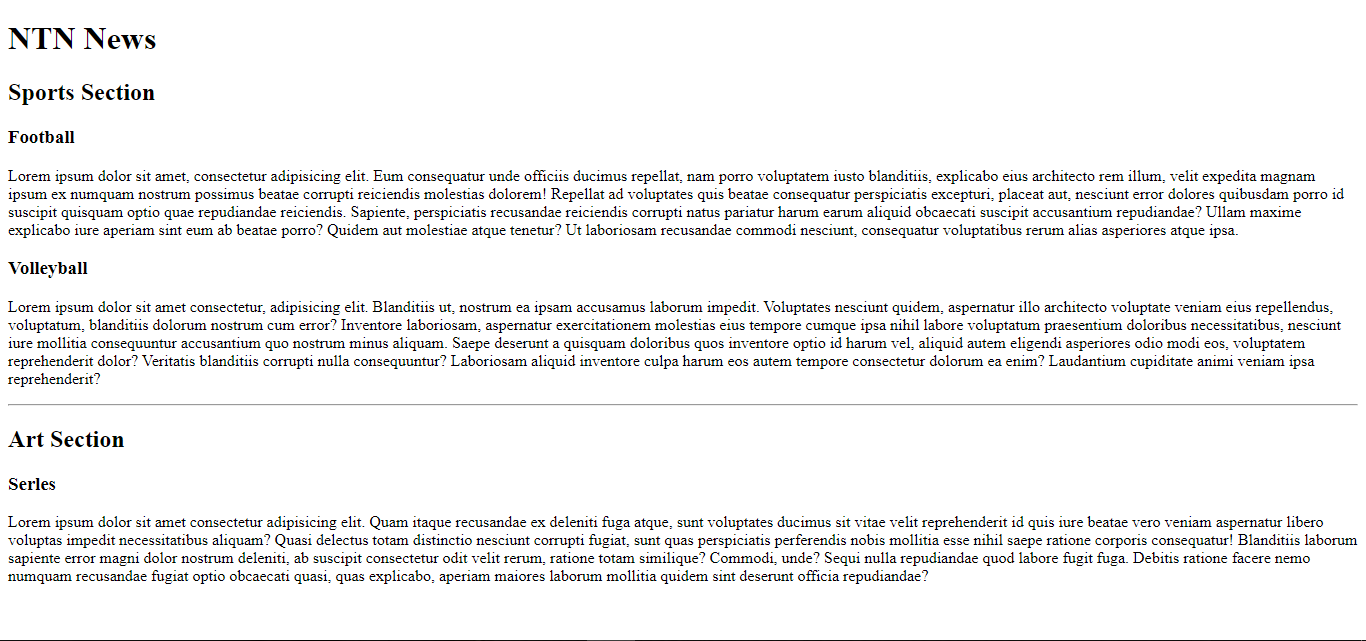 NTN News
Sports Section
Football
Lorem ipsum dolor sit amet, consectetur adipisicing elit. Eum consequatur unde officiis ducimus repellat, nam porro voluptatem iusto blanditiis, explicabo eius architecto rem illum, velit expedita magnam
ipsum ex numquam nostrum possimus beatae corrupti reiciendis molestias dolorem! Repellat ad voluptates quis beatae consequatur perspiciatis excepturi, placeat aut, nesciunt error dolores quibusdam porro id
suscipit quisquam optio quae repudiandae reiciendis. Sapiente, perspiciatis recusandae reiciendis corrupti natus pariatur harum earum aliquid obcaecati suscipit accusantium repudiandae? Ullam maxime
explicabo iure aperiam sint eum ab beatae porro? Quidem aut molestiae atque tenetur? Ut laboriosam recusandae commodi nesciunt, consequatur voluptatibus rerum alias asperiores atque ipsa.
Volleyball
Lorem ipsum dolor sit amet consectetur, adipisicing elit. Blanditiis ut, nostrum ea ipsam accusamus laborum impedit. Voluptates nesciunt quidem, aspernatur illo architecto voluptate veniam eius repellendus,
voluptatum, blanditiis dolorum nostrum cum error? Inventore laboriosam, aspernatur exercitationem molestias eius tempore cumque ipsa nihil labore voluptatum praesentium doloribus necessitatibus, nesciunt
iure mollitia consequuntur accusantium quo nostrum minus aliquam. Saepe deserunt a quisquam doloribus quos inventore optio id harum vel, aliquid autem eligendi asperiores odio modi eos, voluptatem
reprehenderit dolor? Veritatis blanditiis corrupti nulla consequuntur? Laboriosam aliquid inventore culpa harum eos autem tempore consectetur dolorum ea enim? Laudantium cupiditate animi veniam ipsa
reprehenderit?
Art Section
Serles
Lorem ipsum dolor sit amet consectetur adipisicing elit. Quam itaque recusandae ex deleniti fuga atque, sunt voluptates ducimus sit vitae velit reprehenderit id quis iure beatae vero veniam aspernatur libero
voluptas impedit necessitatibus aliquam? Quasi delectus totam distinctio nesciunt corrupti fugiat, sunt quas perspiciatis perferendis nobis mollitia esse nihil saepe ratione corporis consequatur! Blanditiis laborum
sapiente error magni dolor nostrum deleniti, ab suscipit consectetur odit velit rerum, ratione totam similique? Commodi, unde? Sequi nulla repudiandae quod labore fugit fuga. Debitis ratione facere nemo
numquam recusandae fugiat optio obcaecati quasi, quas explicabo, aperiam maiores laborum mollitia quidem sint deserunt officia repudiandae?